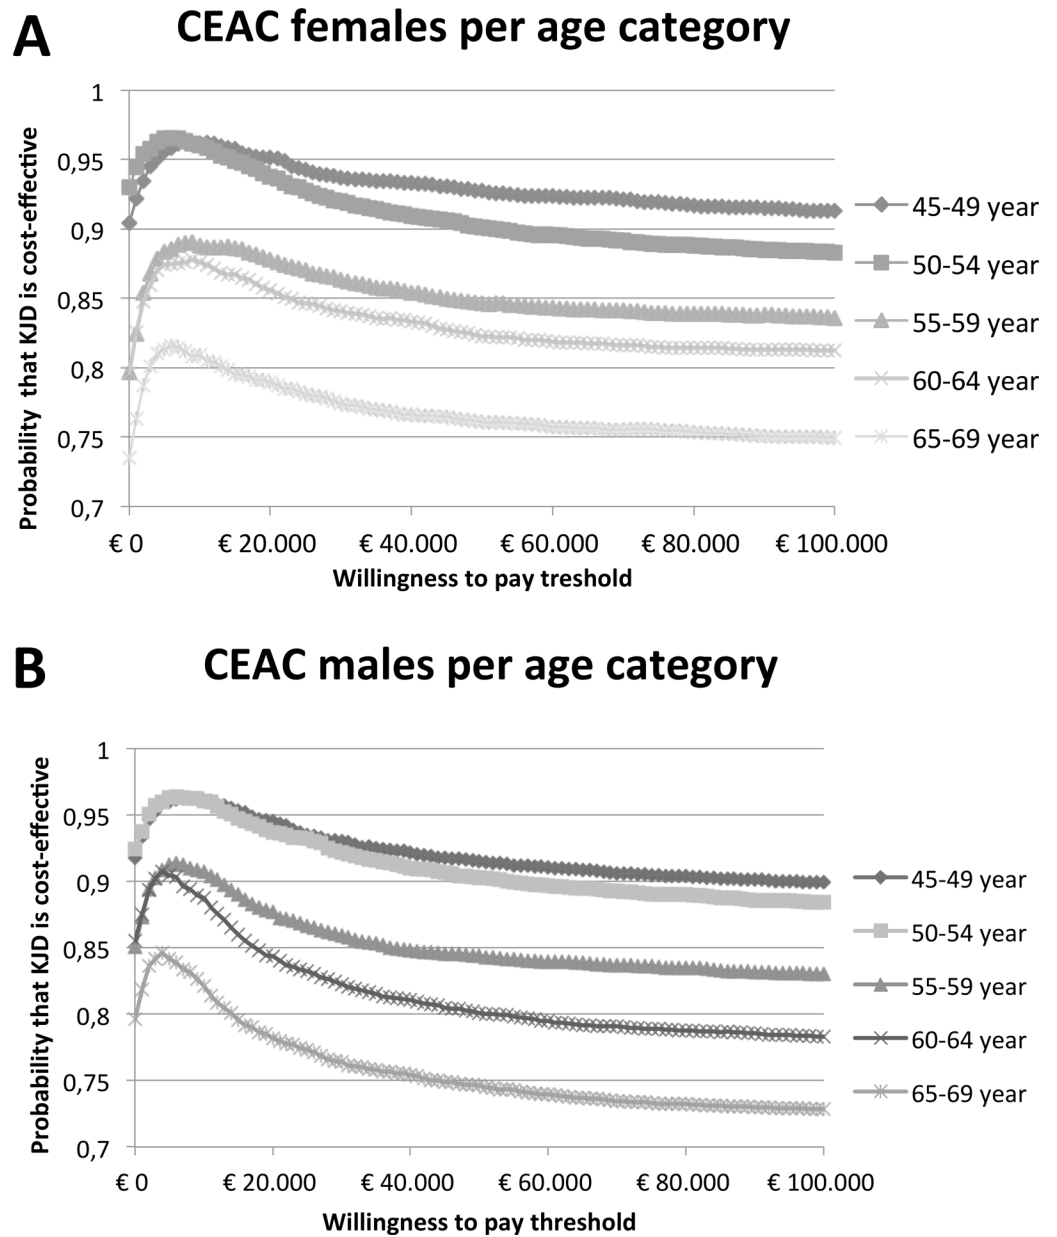 A
CEAC females per age category
Probability that KJD is cost-effective
1
0,95
0,9
0,85
0,8
0,75
0,7
€ 0
€ 20.000
€ 40.000
€ 60.000
€ 80.000
€ 100.000
Willingness to pay treshold
45-49 year
50-54 year
55-59 year
60-64 year
65-69 year
B
CEAC males per age category
Probability that KJD is cost-effective
1
0,95
0,9
0,85
0,8
0,75
0,7
€ 0
€ 20.000
€ 40.000
€ 60.000
€ 80.000
€ 100.000
Willingness to pay threshold
45-49 year
50-54 year
55-59 year
60-64 year
65-69 year